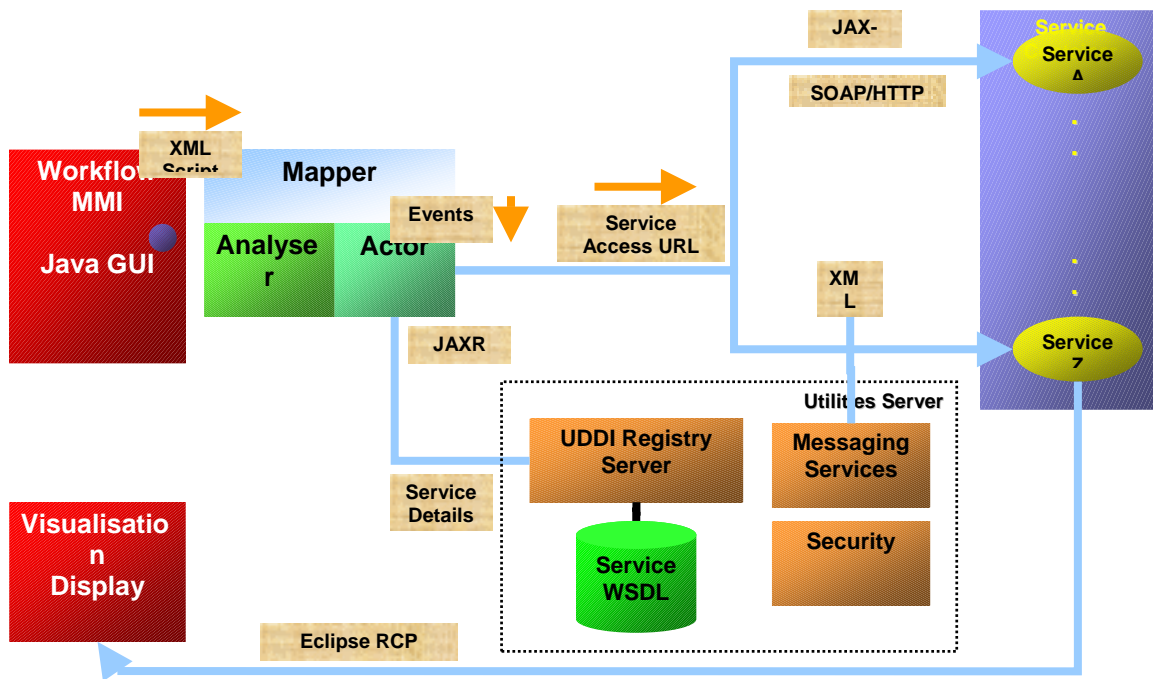 JAX-
Service
Service
A
SOAP/HTTP
XML
Script
Workflow
MMI
Java GUI
Mapper
Events
Service
Access URL
Analyse
r
Actor
XM
L
JAXR
Service
Z
Utilities Server
UDDI Registry
Server
Messaging
Services
Service
Details
Visualisatio
n
Display
Security
Service
WSDL
Eclipse RCP